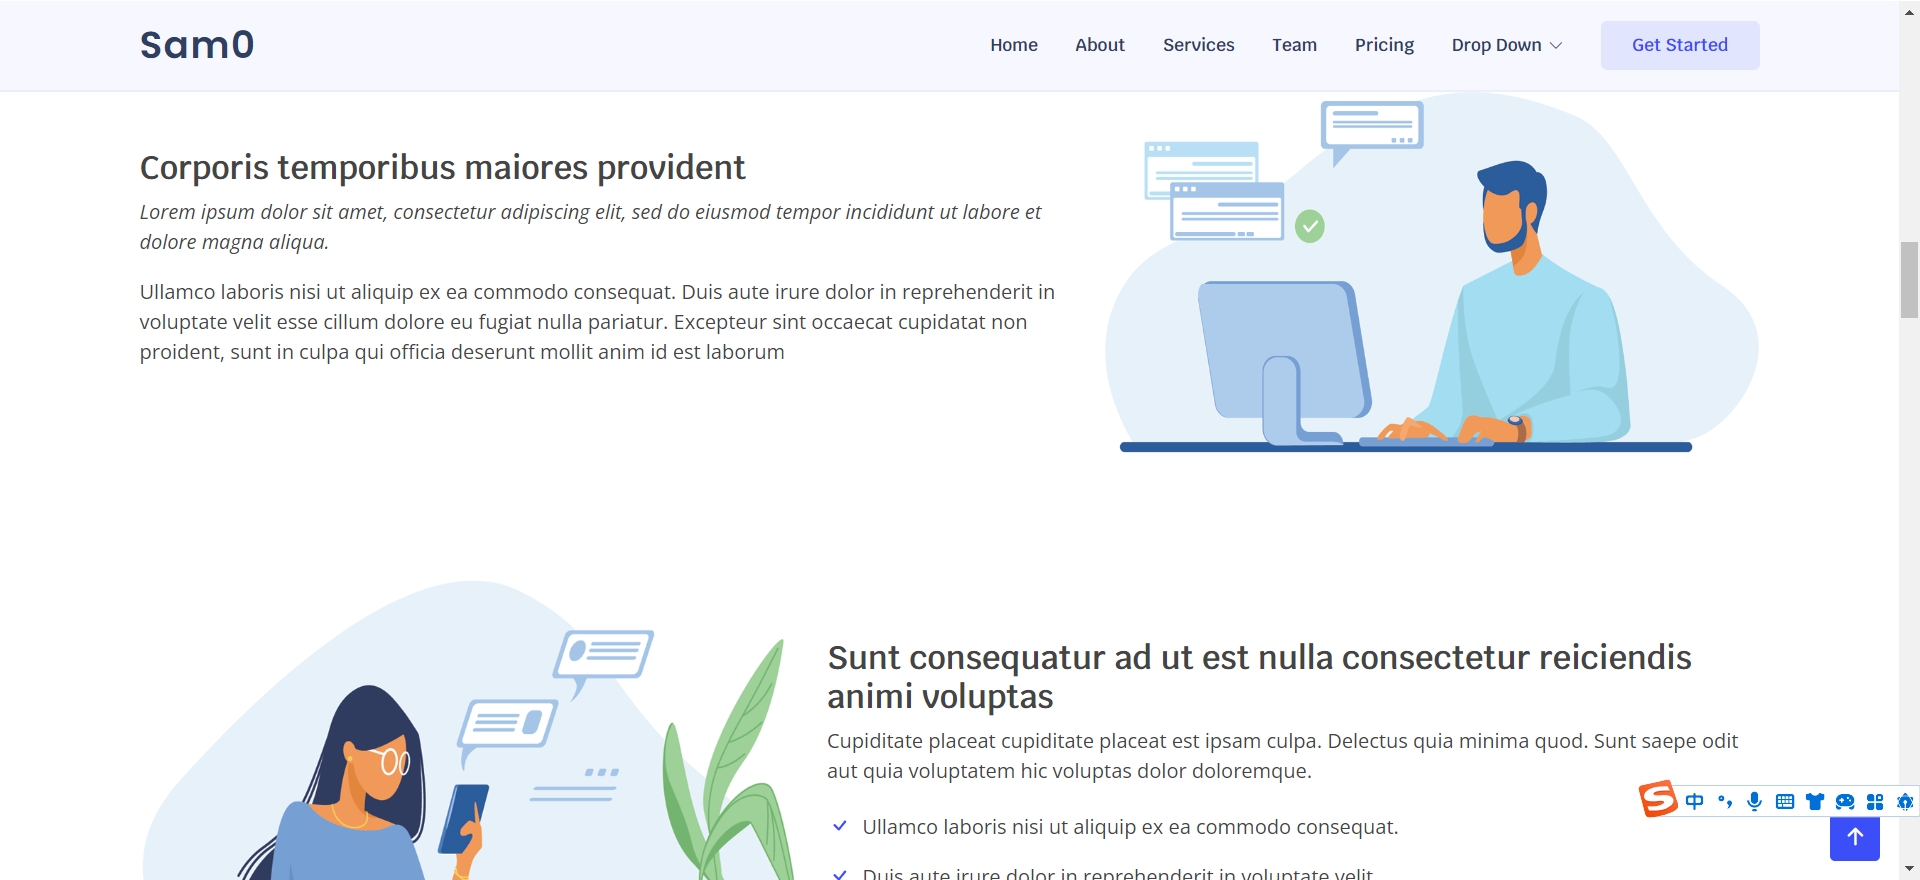 Sam0
Home About Services Team Pricing Drop Down Get Started
Corporis temporibus maiores provident
Lorem ipsum dolor sit amet, consectetur adipiscing elit, sed do eiusmod tempor incididunt ut labore et
dolore magna aliqua.
Ullamco laboris nisi ut aliquip ex ea commodo consequat. Duis aute irure dolor in reprehenderit in
voluptate velit esse cillum dolore eu fugiat nulla pariatur. Excepteur sint occaecat cupidatat non
proident, sunt in culpa qui officia deserunt mollit anim id est laborum
Sunt consequatur ad ut est nulla consectetur reiciendis
animi voluptas
Cupiditate placeat cupiditate placeat est ipsam culpa. Delectus quia minima quod. Sunt saepe odit
aut quia voluptatem hic voluptas dolor doloremque.
S 中
Ullamco laboris nisi ut aliquip ex ea commodo consequat.
Duis aute irure dolor in reprehenderit in voluptate velit